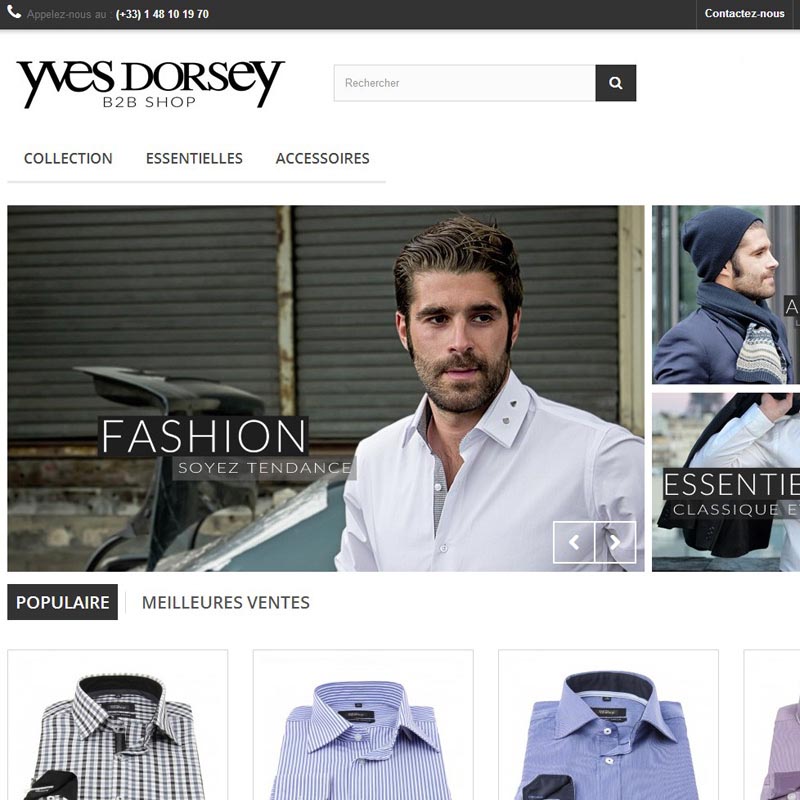 Appelez-nous au : (+33) 1 48 10 19 70
Contactez-nous
YVES DORSEY
B2B SHOP
Rechercher
COLLECTION
ESSENTIELLES
ACCESSOIRES
FASHION
SOYEZ TENDANCE
A
L
ESSENTIE
CLASSIQUE E
POPULAIRE
MEILLEURES VENTES